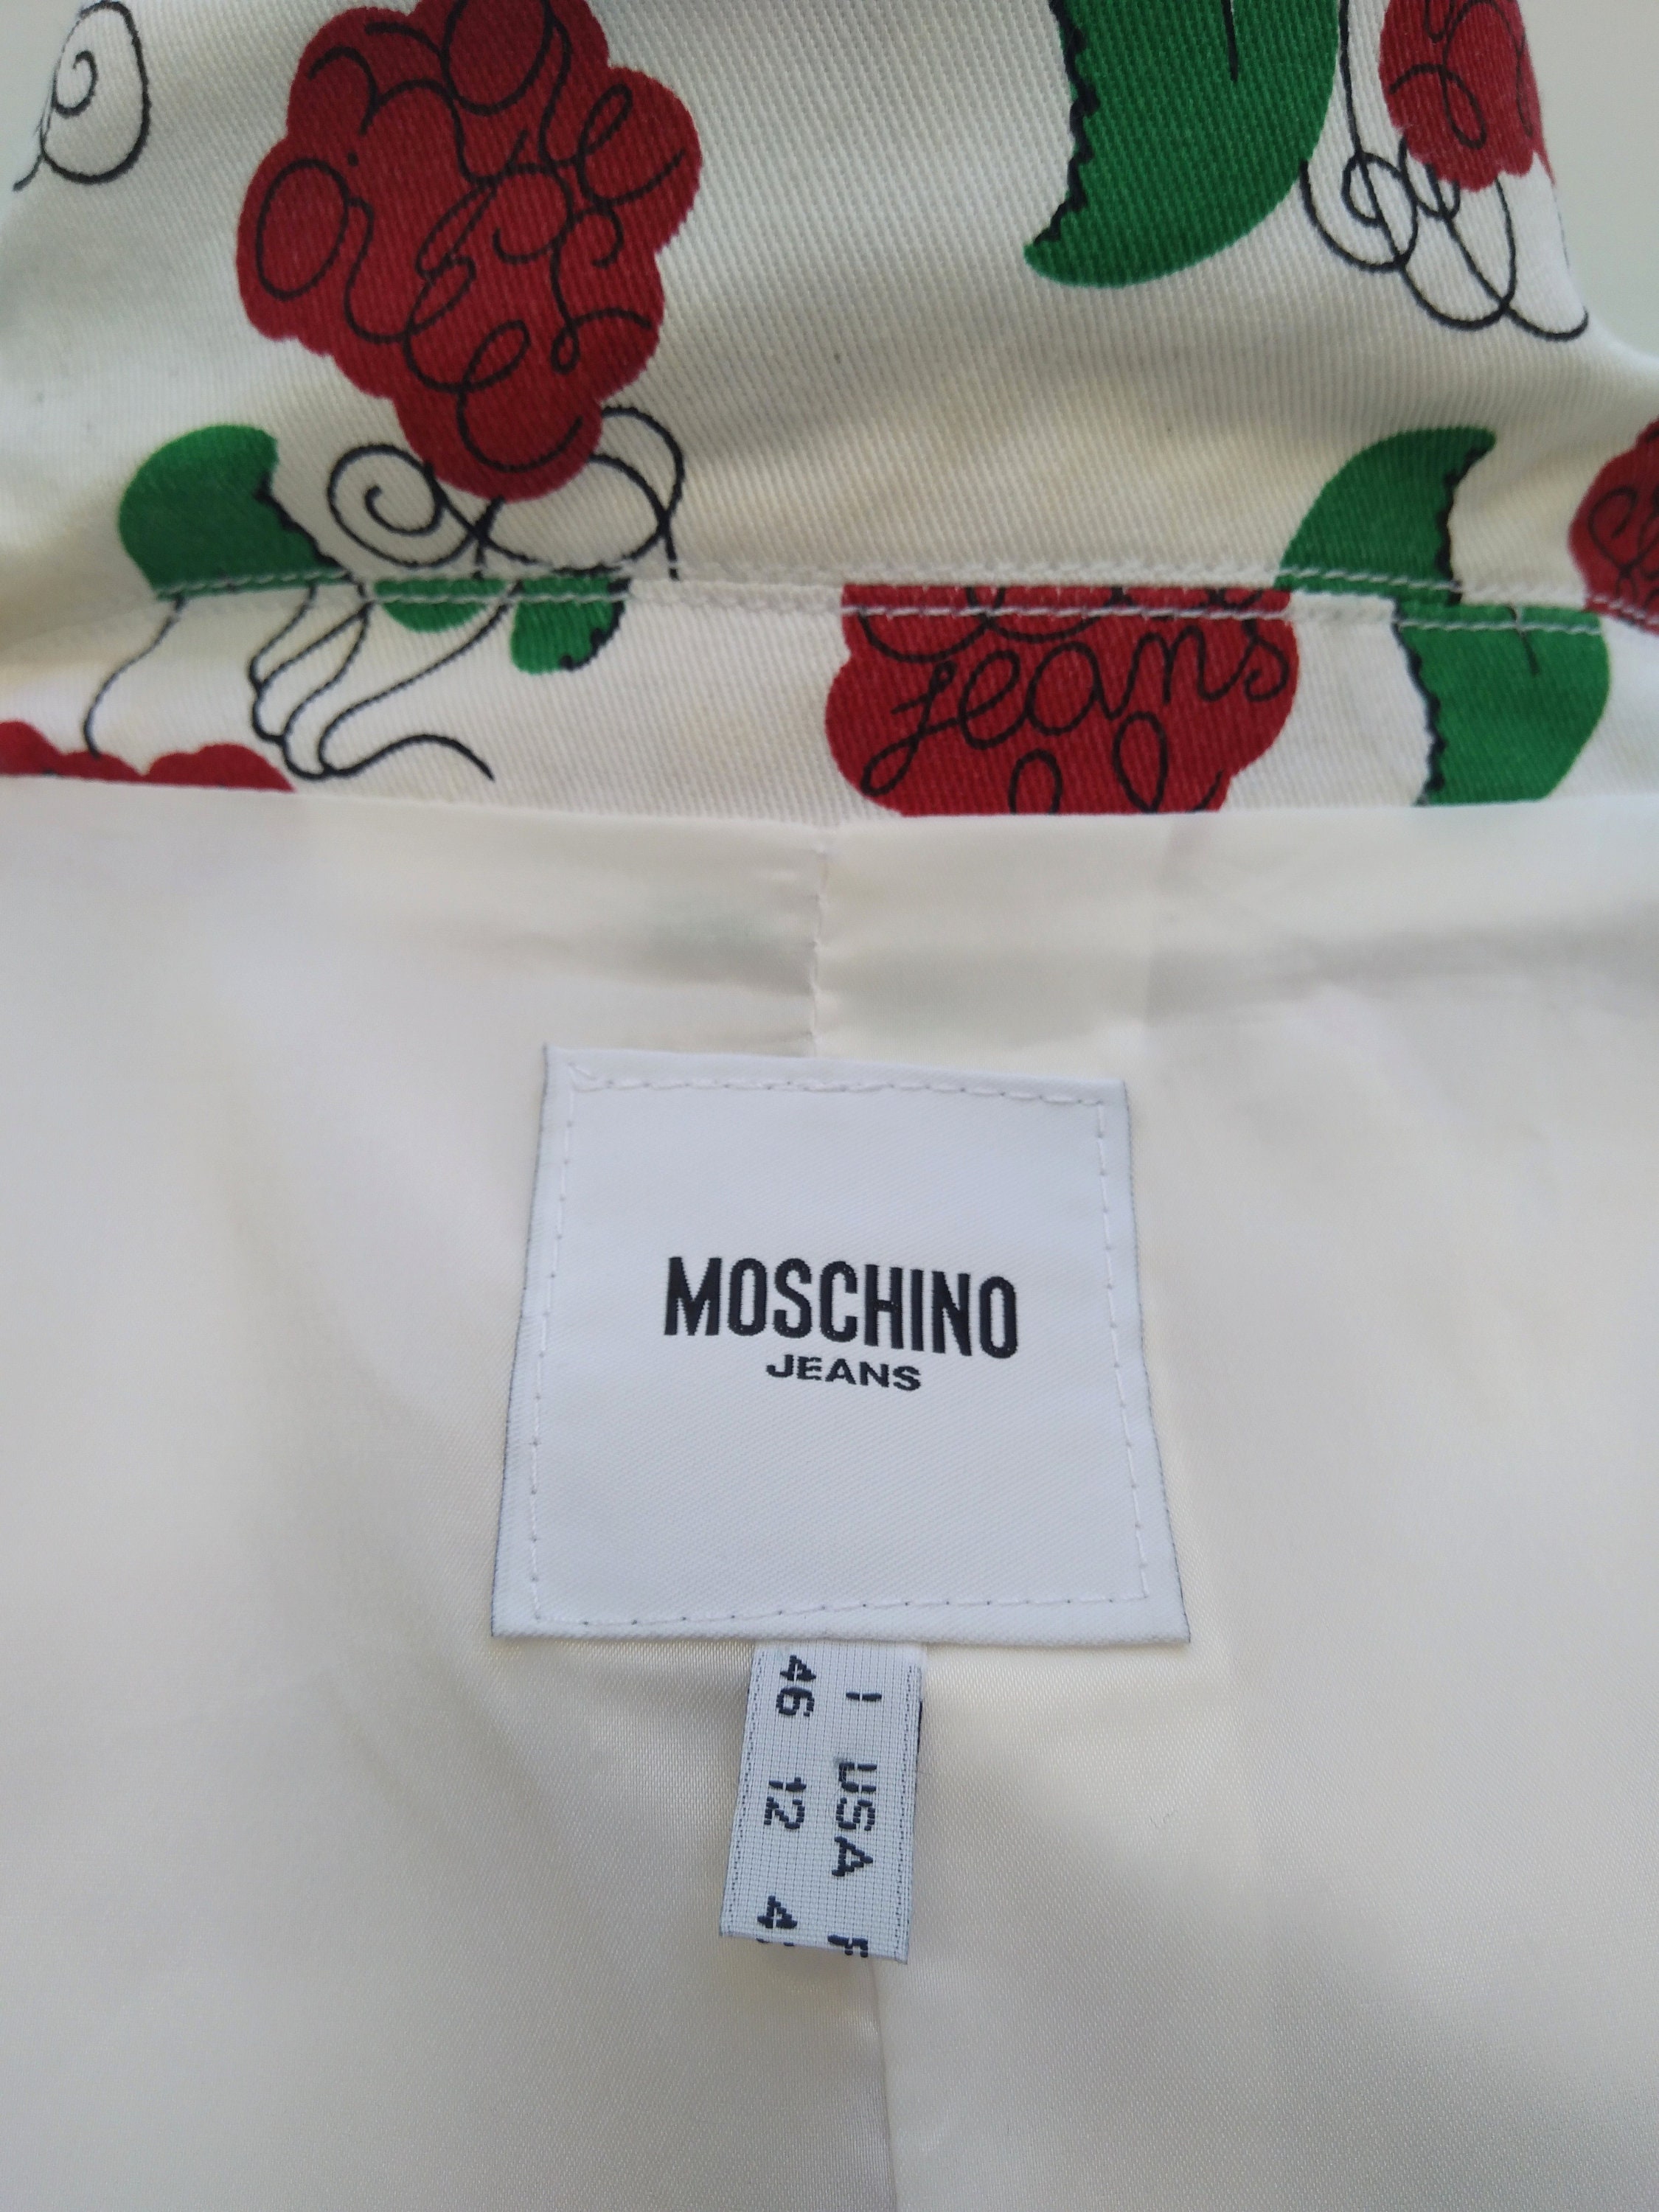 jeans
MOSCHINO
JEANS
I USA F
46 12 4